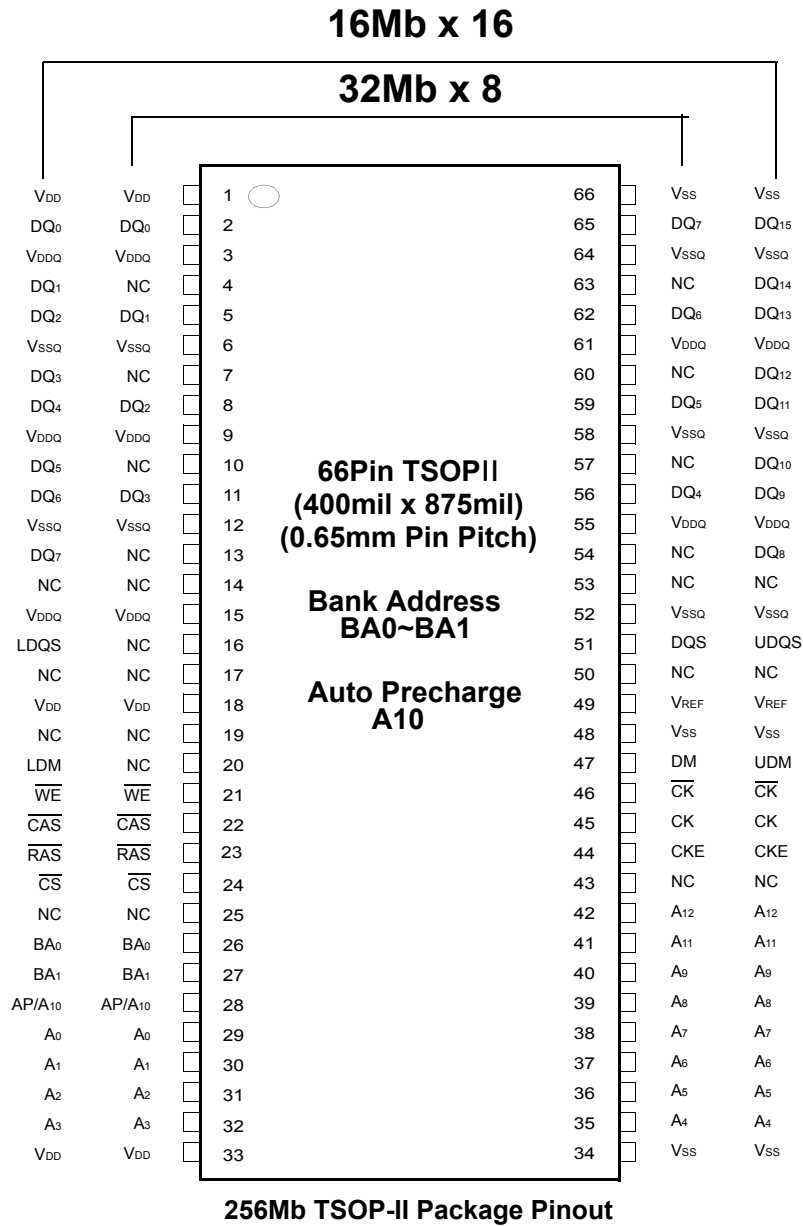 16Mb x 16
32Mb x 8
VDD VDD 1 66 VSS VSS
DQ0 DQ0 2 65 DQ7 DQ15
VDDQ VDDQ 3 64 VSSQ VSSQ
DQ1 NC 4 63 NC DQ14
DQ2 DQ1 5 62 DQ6 DQ13
VSSQ VSSQ 6 61 VDDQ VDDQ
DQ3 NC 7 60 NC DQ12
DQ4 DQ2 8 59 DQ5 DQ11
VDDQ VDDQ 9 58 VSSQ VSSQ
DQ5 NC 10 57 NC DQ10
DQ6 DQ3 11 56 DQ4 DQ9
VSSQ VSSQ 12 55 VDDQ VDDQ
DQ7 NC 13 54 NC DQ8
NC NC 14 53 NC NC
VDDQ VDDQ 15 52 VSSQ VSSQ
LDQS NC 16 51 DQS UDQS
NC NC 17 50 NC NC
VDD VDD 18 49 VREF VREF
NC NC 19 48 VSS VSS
LDM NC 20 47 DM UDM
W̅E̅ W̅E̅ 21 46 C̅K̅ C̅K̅
C̅A̅S̅ C̅A̅S̅ 22 45 CK CK
R̅A̅S̅ R̅A̅S̅ 23 44 CKE CKE
C̅S̅ C̅S̅ 24 43 NC NC
NC NC 25 42 A12 A12
BA0 BA0 26 41 A11 A11
BA1 BA1 27 40 A9 A9
AP/A10 AP/A10 28 39 A8 A8
A0 A0 29 38 A7 A7
A1 A1 30 37 A6 A6
A2 A2 31 36 A5 A5
A3 A3 32 35 A4 A4
VDD VDD 33 34 VSS VSS
66Pin TSOPII
(400mil x 875mil)
(0.65mm Pin Pitch)
Bank Address
BA0~BA1
Auto Precharge
A10
256Mb TSOP-II Package Pinout